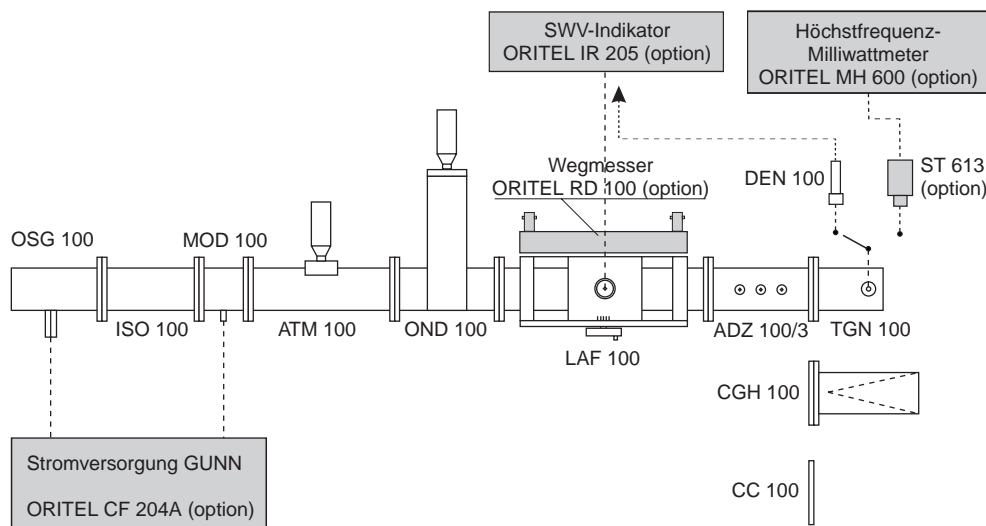 SWV-Indikator
ORITEL IR 205 (option)
Höchstfrequenz-
Milliwattmeter
ORITEL MH 600 (option)
Wegmesser
ORITEL RD 100 (option)
DEN 100
ST 613
(option)
OSG 100
MOD 100
ISO 100
ATM 100
OND 100
LAF 100
ADZ 100/3
TGN 100
CGH 100
CC 100
Stromversorgung GUNN
ORITEL CF 204A (option)